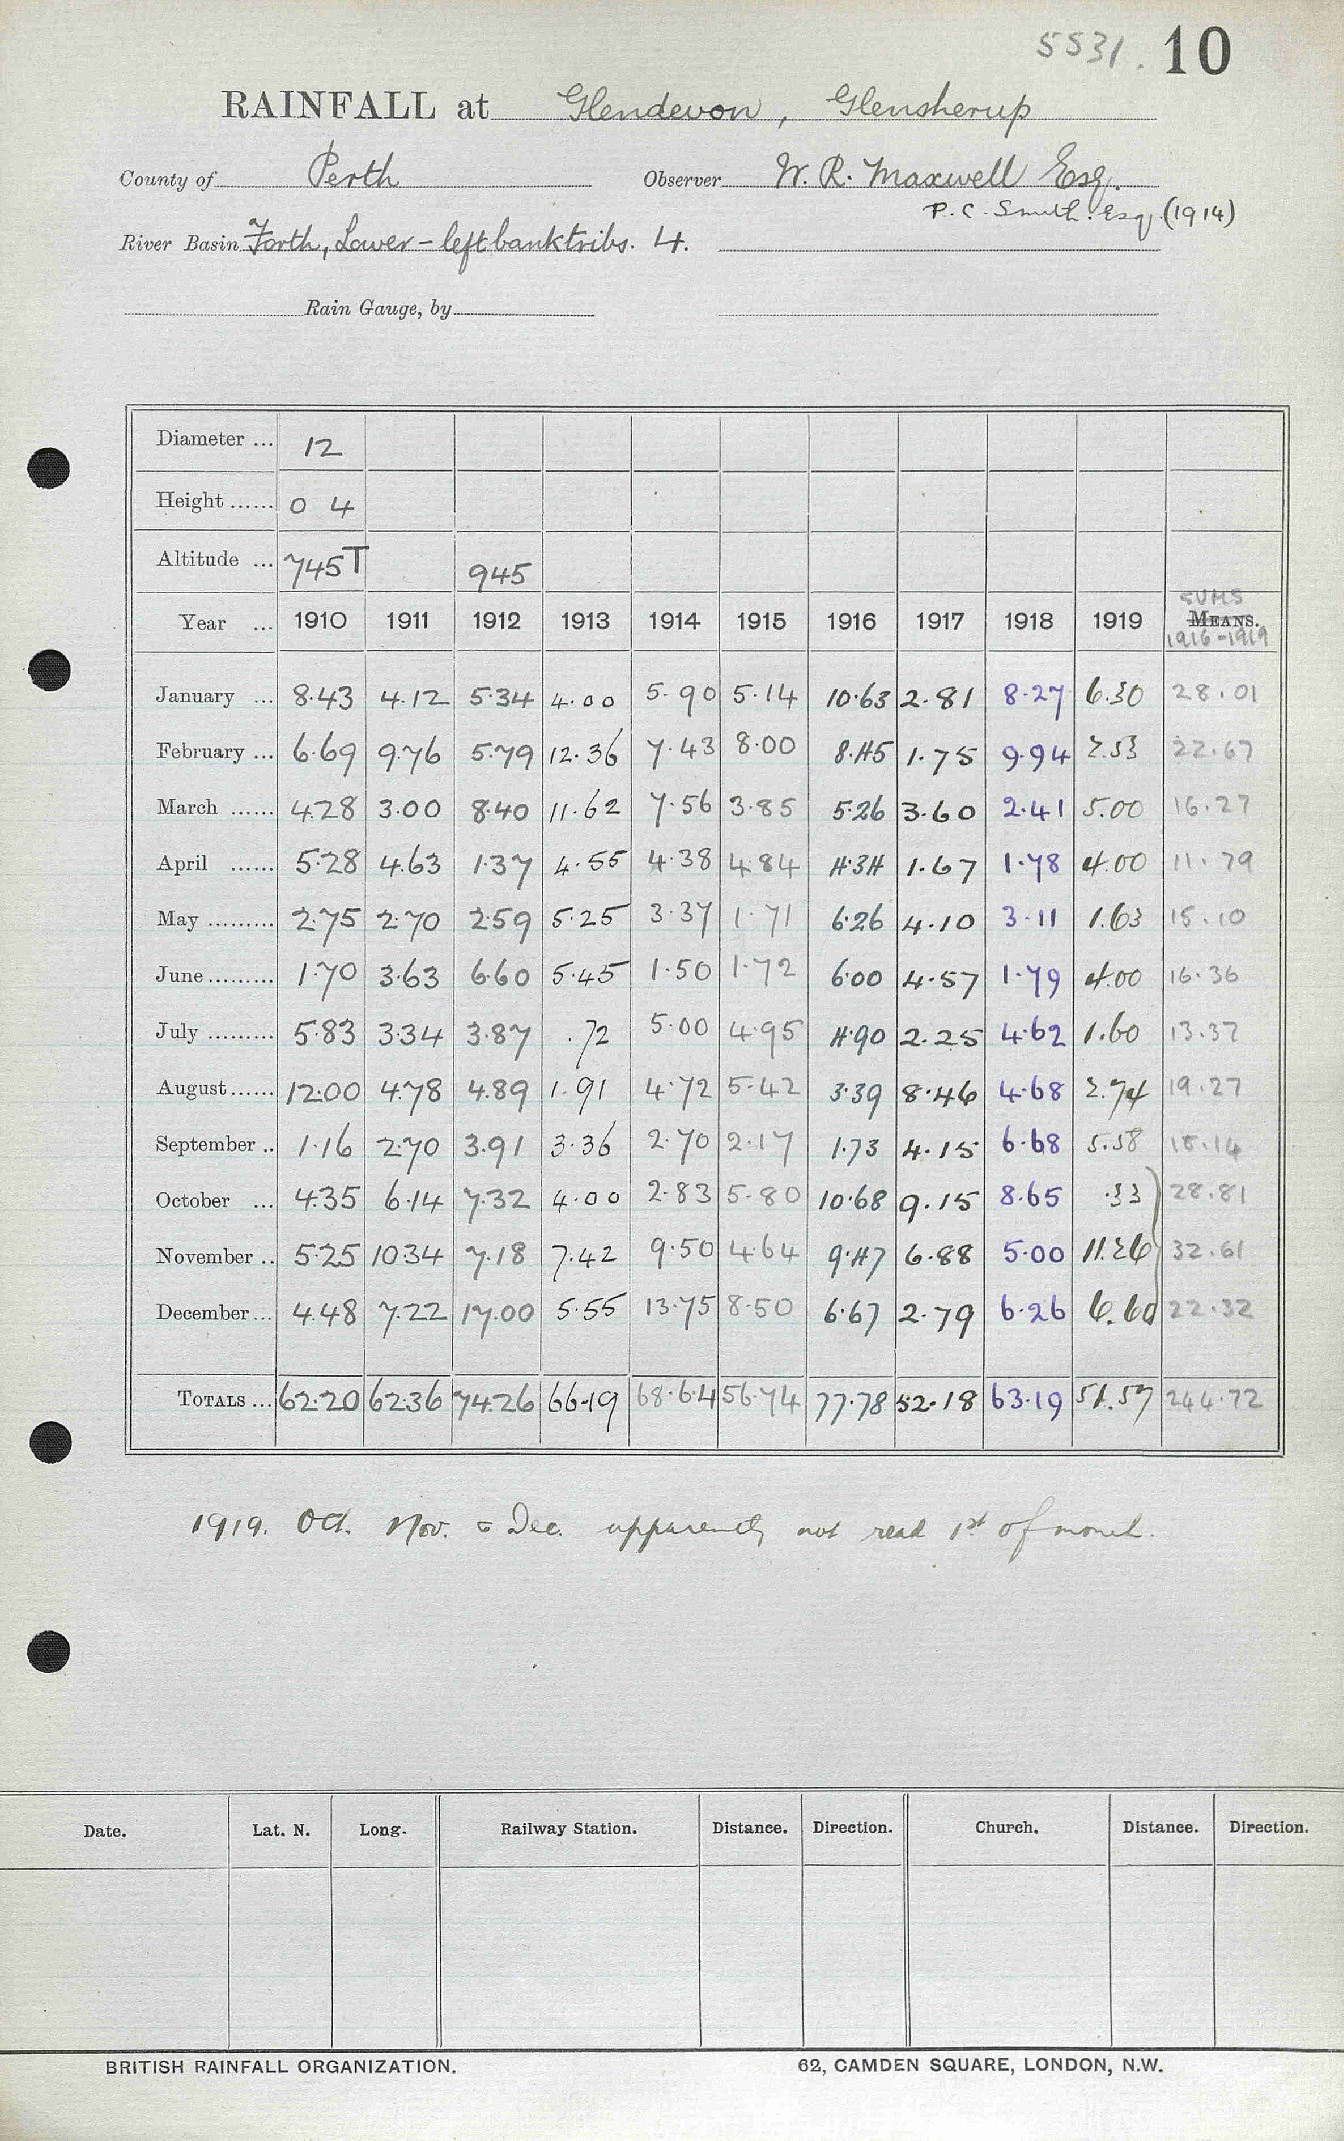 5531. 10
RAINFALL at Glendevon, Glensherup
County of Perth Observer W. R. Maxwell Esq.
P. C. Smith. Esq (1914)
River Basin Forth, Lower - left bank tribs. 4.
Rain Gauge, by
Diameter ... 12
Height ...... 0 4
Altitude ... 745T 945
SUMS
Year ... 1910 1911 1912 1913 1914 1915 1916 1917 1918 1919 MEANS.
1916-1919
January ... 8.43 4.12 5.34 4.00 5.90 5.14 10.63 2.81 8.27 6.30 28.01
February ... 6.69 9.76 5.79 12.36 7.43 8.00 8.45 1.75 9.94 2.53 22.67
March ...... 4.28 3.00 8.40 11.62 7.56 3.85 5.26 3.60 2.41 5.00 16.27
April ...... 5.28 4.63 1.37 4.55 4.38 4.84 4.34 1.67 1.78 4.00 11.79
May ......... 2.75 2.70 2.59 5.25 3.37 1.71 6.26 4.10 3.11 1.63 15.10
June ......... 1.70 3.63 6.60 5.45 1.50 1.72 6.00 4.57 1.79 4.00 16.36
July ......... 5.83 3.34 3.87 .72 5.00 4.95 4.90 2.25 4.62 1.60 13.37
August ...... 12.00 4.78 4.89 1.91 4.72 5.42 3.39 8.46 4.68 2.74 19.27
September .. 1.16 2.70 3.91 3.36 2.70 2.17 1.73 4.15 6.68 5.58 18.14
October ... 4.35 6.14 7.32 4.00 2.83 5.80 10.68 9.15 8.65 .33 28.81
November .. 5.25 10.34 7.18 7.42 9.50 4.64 9.47 6.88 5.00 11.26 32.61
December ... 4.48 7.22 17.00 5.55 13.75 8.50 6.67 2.79 6.26 6.60 22.32
TOTALS ... 62.20 62.36 74.26 66.19 68.64 56.74 77.78 52.18 63.19 51.57 244.72
1919. Oct. Nov. & Dec. apparently not read 1st of month.
Date. Lat. N. Long. Railway Station. Distance. Direction. Church. Distance. Direction.
BRITISH RAINFALL ORGANIZATION. 62, CAMDEN SQUARE, LONDON, N.W.